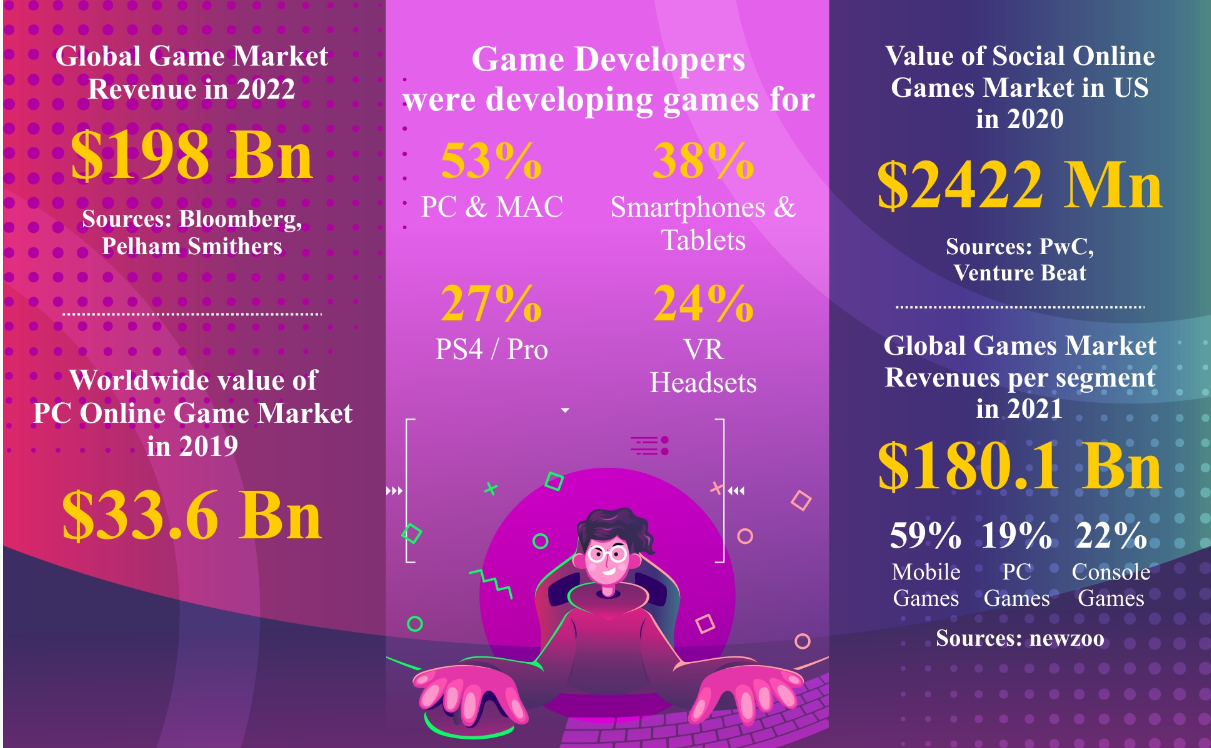 Global Game Market
Revenue in 2022
$198 Bn
Sources: Bloomberg,
Pelham Smithers
Worldwide value of
PC Online Game Market
in 2019
$33.6 Bn
Game Developers
were developing games for
53%
PC & MAC
38%
Smartphones &
Tablets
27%
PS4 / Pro
24%
VR
Headsets
Value of Social Online
Games Market in US
in 2020
$2422 Mn
Sources: PwC,
Venture Beat
Global Games Market
Revenues per segment
in 2021
$180.1 Bn
59% 19% 22%
Mobile PC Console
Games Games Games
Sources: newzoo